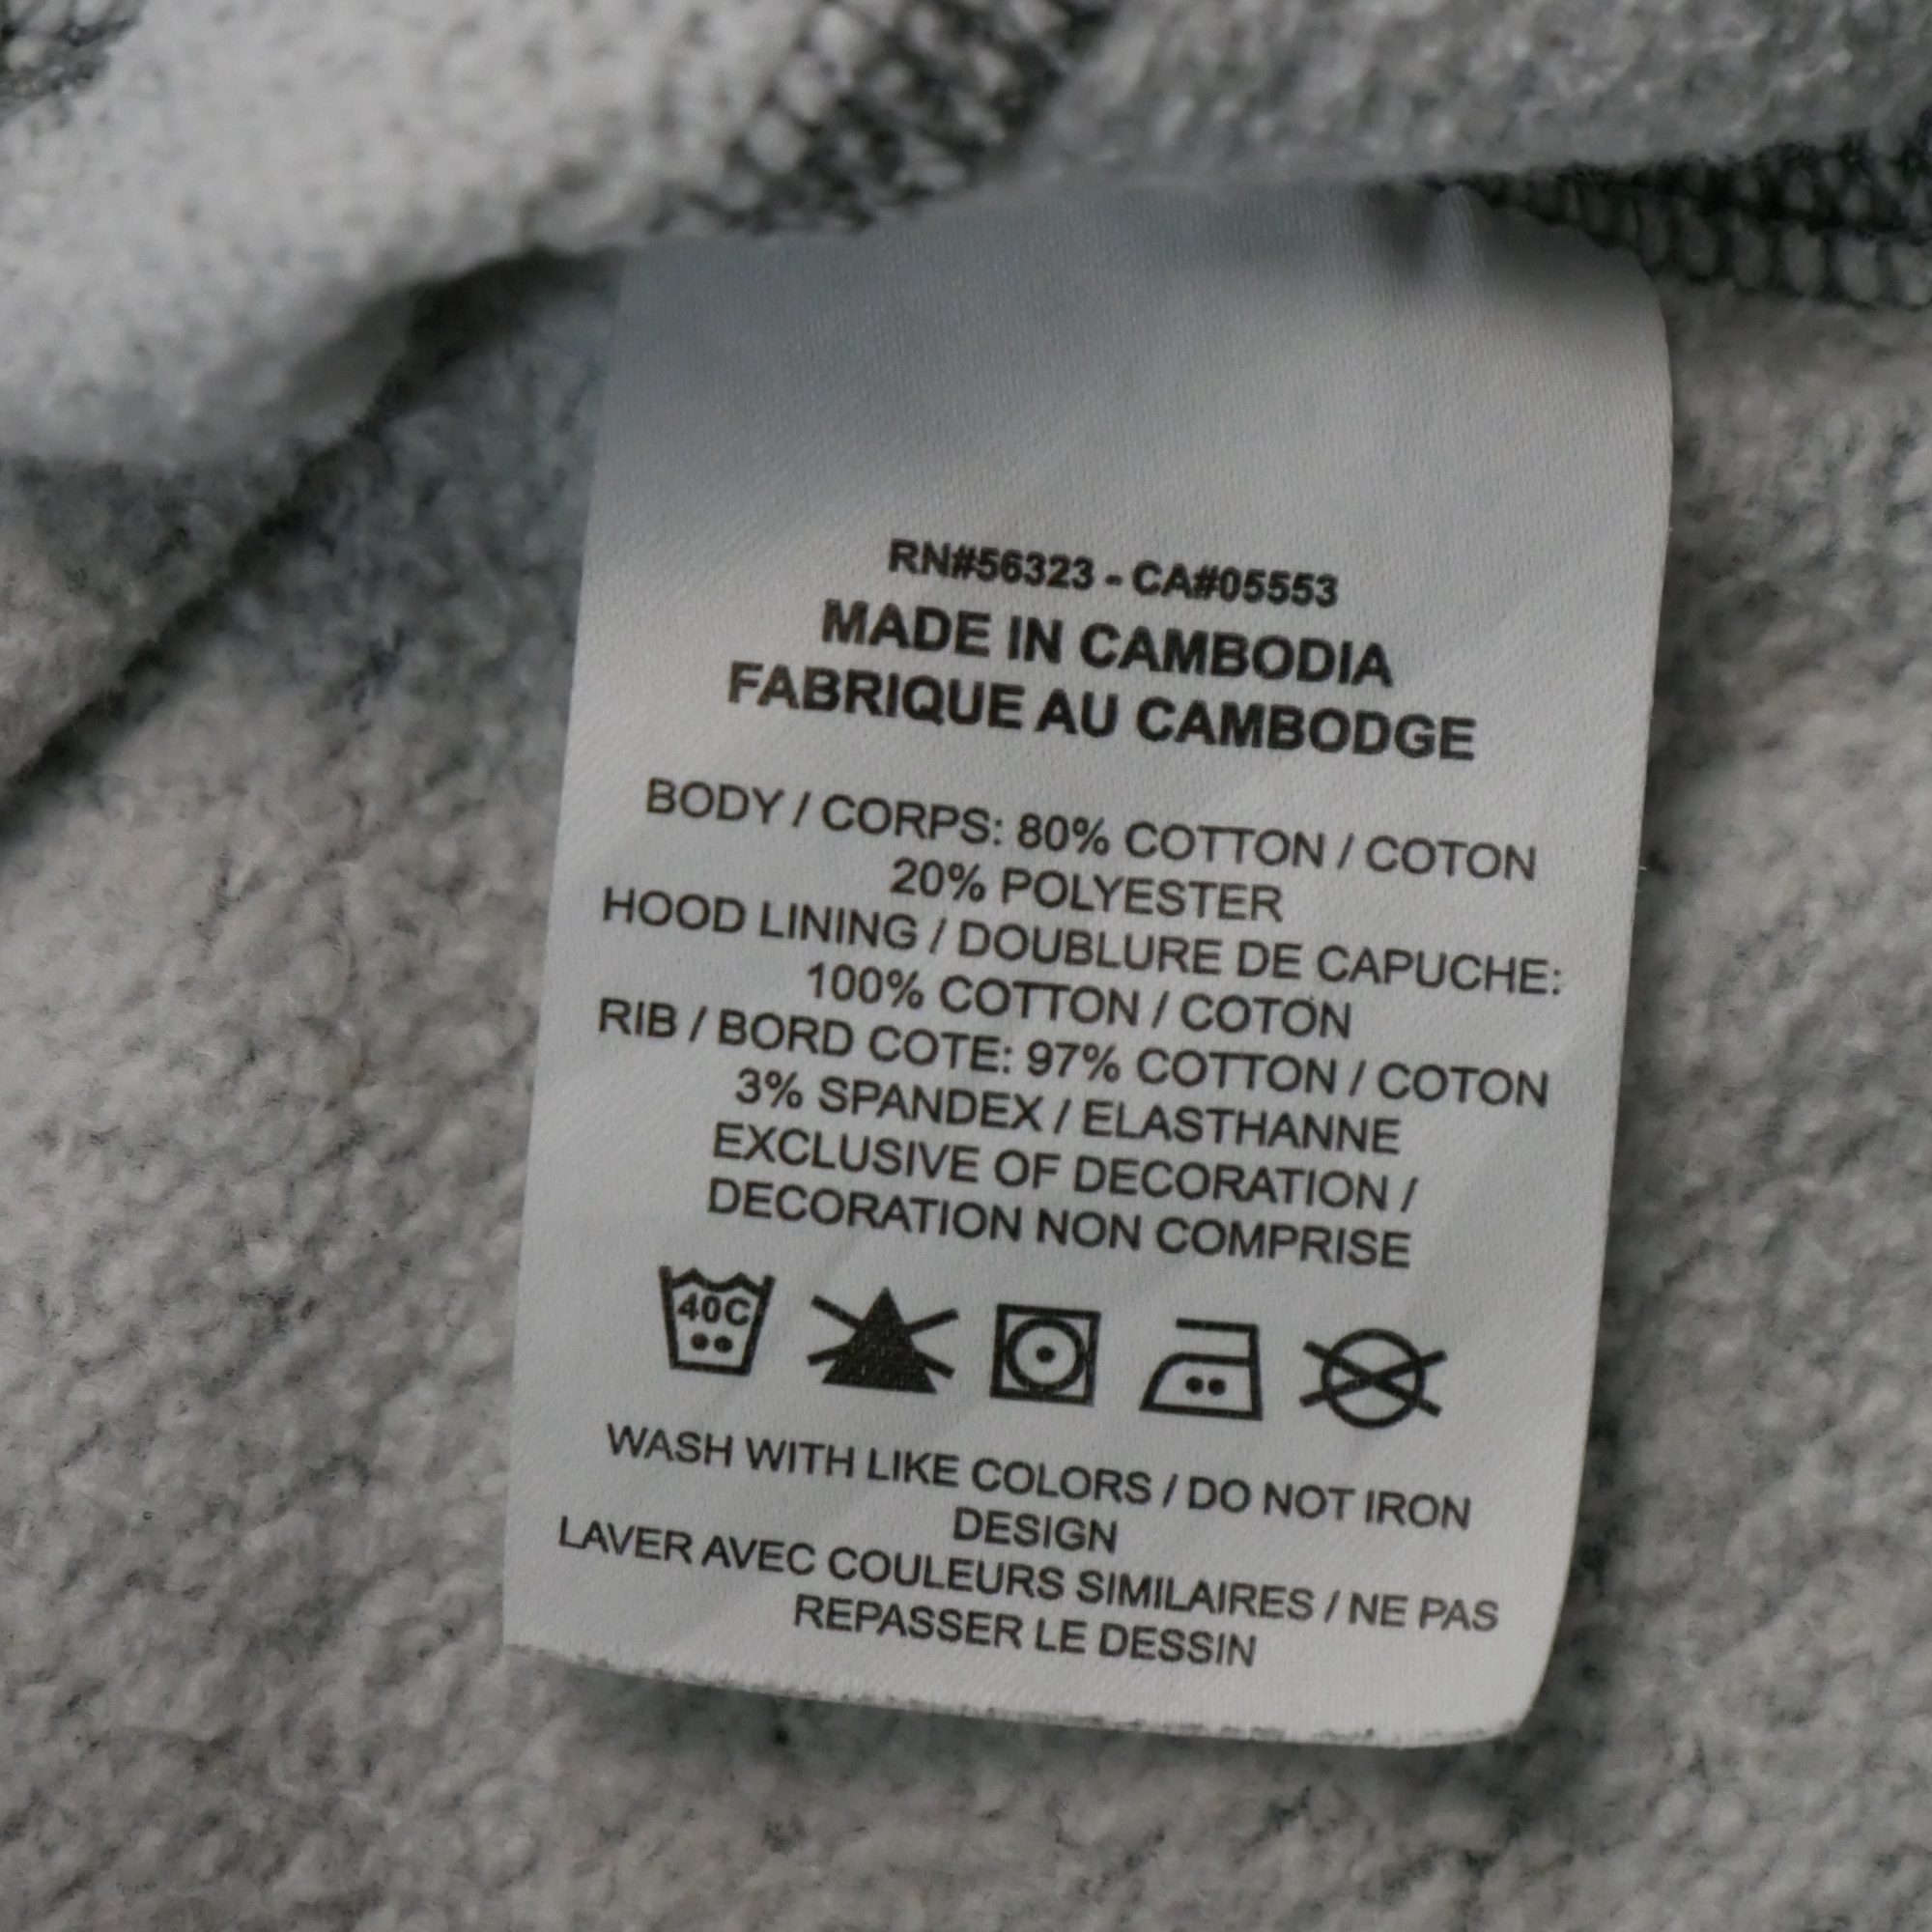 RN#56323 - CA#05553
MADE IN CAMBODIA
FABRIQUE AU CAMBODGE
BODY / CORPS: 80% COTTON / COTON
20% POLYESTER
HOOD LINING / DOUBLURE DE CAPUCHE:
100% COTTON / COTON
RIB / BORD COTE: 97% COTTON / COTON
3% SPANDEX / ELASTHANNE
EXCLUSIVE OF DECORATION /
DECORATION NON COMPRISE
40C
WASH WITH LIKE COLORS / DO NOT IRON
DESIGN
LAVER AVEC COULEURS SIMILAIRES / NE PAS
REPASSER LE DESSIN